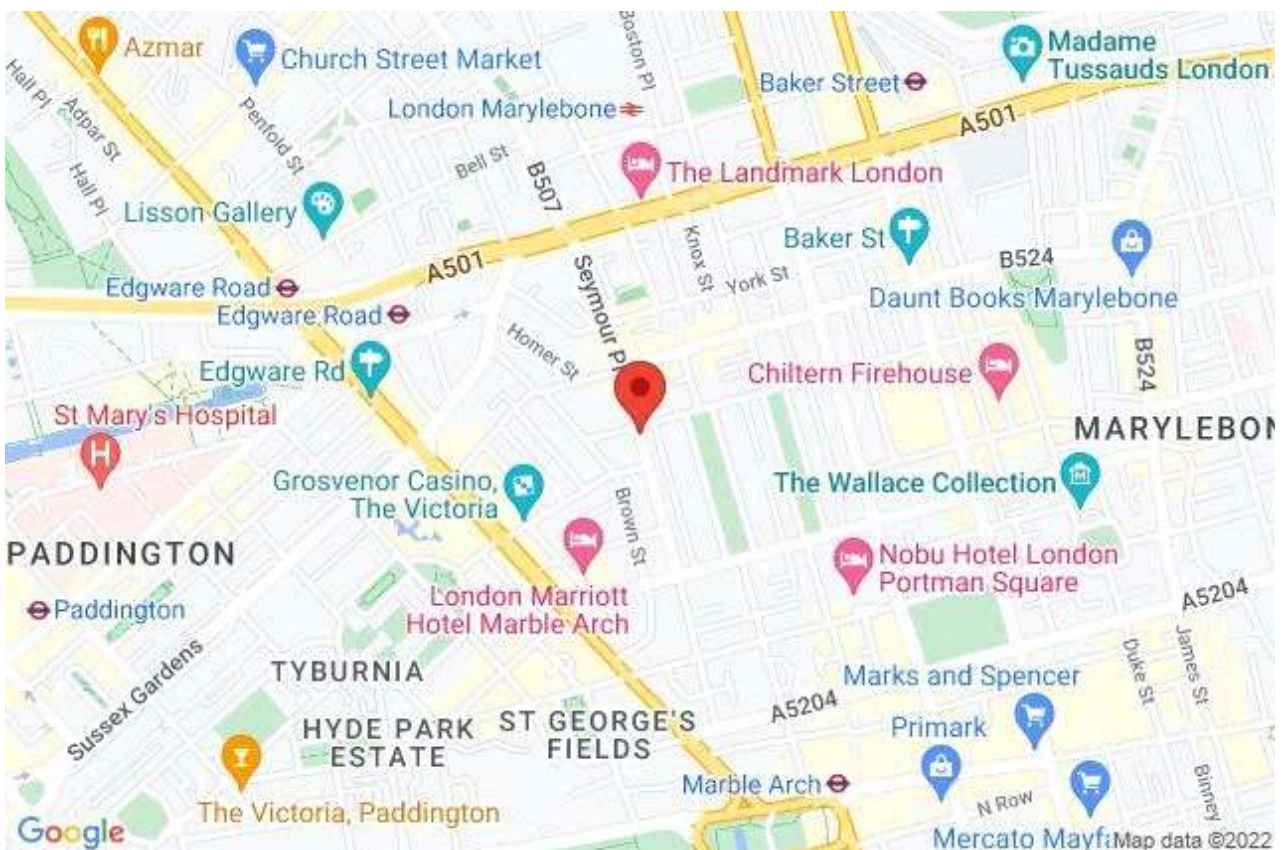 Azmar
Church Street Market
Boston Pl
Madame
Tussauds London
Baker Street
London Marylebone
Hall Pl
Adpar St
Penfold St
A501
Bell St
B507
The Landmark London
Hall Pl
Lisson Gallery
Knox St
Baker St
A501
B524
Edgware Road
Edgware Road
York St
Daunt Books Marylebone
Seymour Pl
Homer St
Edgware Rd
Chiltern Firehouse
B524
St Mary's Hospital
MARYLEBON
Grosvenor Casino,
The Victoria
The Wallace Collection
Brown St
PADDINGTON
Nobu Hotel London
Portman Square
Paddington
London Marriott
Hotel Marble Arch
A5204
Sussex Gardens
TYBURNIA
Duke St
James St
Marks and Spencer
A5204
HYDE PARK
ESTATE
ST GEORGE'S
FIELDS
Primark
Marble Arch
The Victoria, Paddington
N Row
Binney
Google
Mercato Mayfa
Map data ©2022